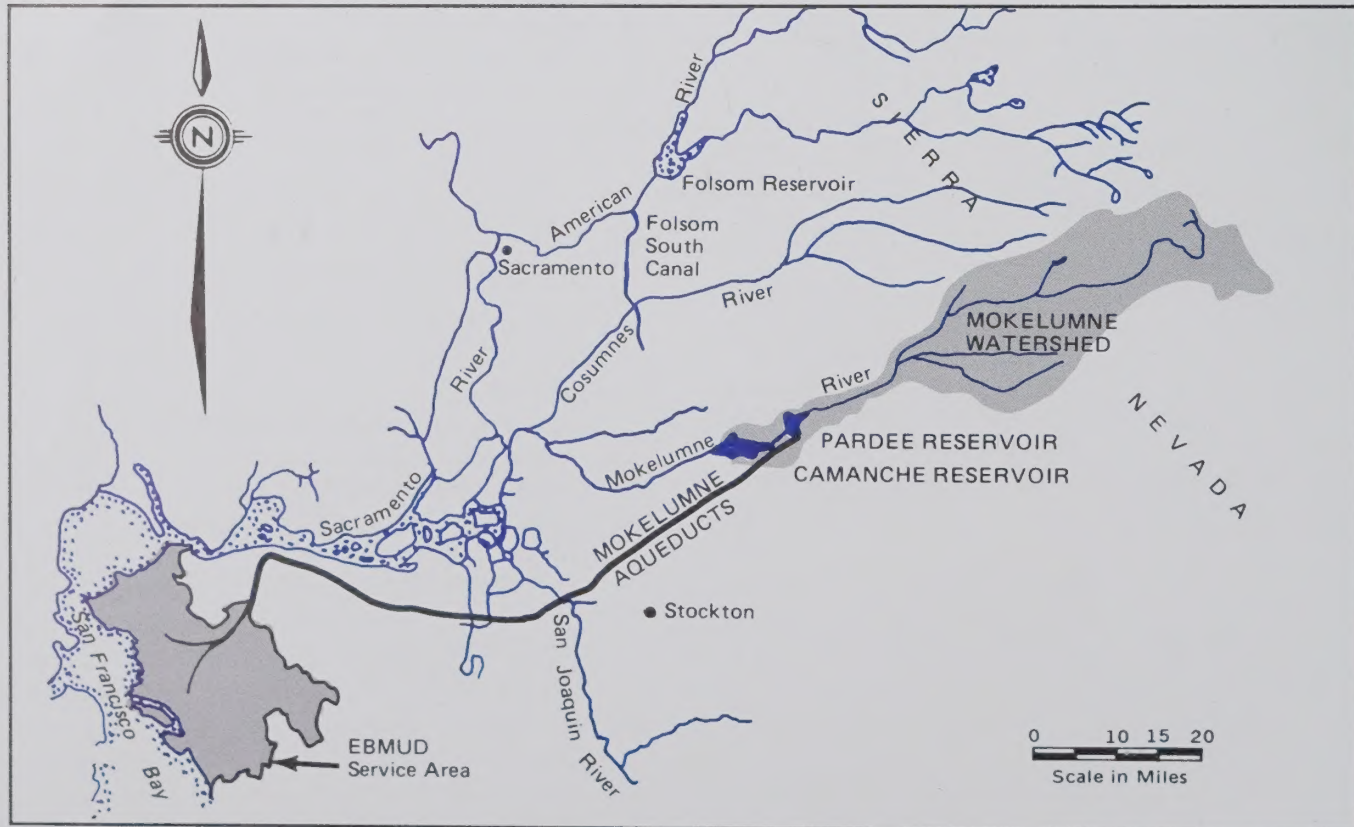 N
River
SIERRA
Folsom Reservoir
American
Folsom
South
Canal
Sacramento
River
MOKELUMNE
WATERSHED
River
Cosumnes
River
NEVADA
Mokelumne
PARDEE RESERVOIR
CAMANCHE RESERVOIR
MOKELUMNE
AQUEDUCTS
Sacramento
Stockton
San Joaquin River
San Francisco Bay
EBMUD
Service Area
0 10 15 20
Scale in Miles